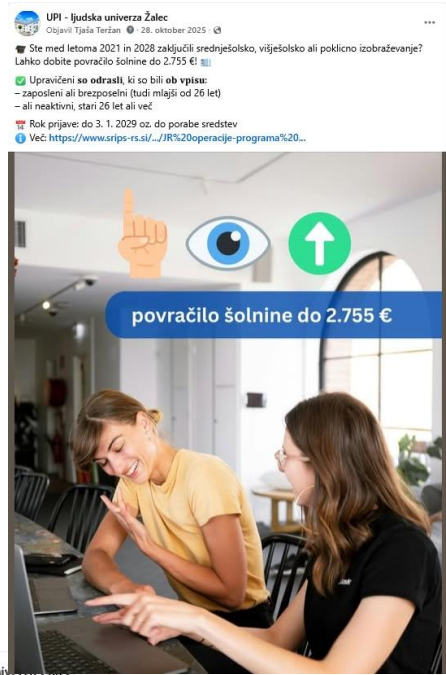 UPI - ljudska univerza Žalec
Objavil Tjaša Teržan · 28. oktober 2025 ·
Ste med letoma 2021 in 2028 zaključili srednješolsko, višješolsko ali poklicno izobraževanje?
Lahko dobite povračilo šolnine do 2.755 €!
Upravičeni so odrasli, ki so bili ob vpisu:
– zaposleni ali brezposelni (tudi mlajši od 26 let)
– ali neaktivni, stari 26 let ali več
Rok prijave: do 3. 1. 2029 oz. do porabe sredstev
Več: https://www.srips-rs.si/.../JR%20operacije-programa%20...
povračilo šolnine do 2.755 €